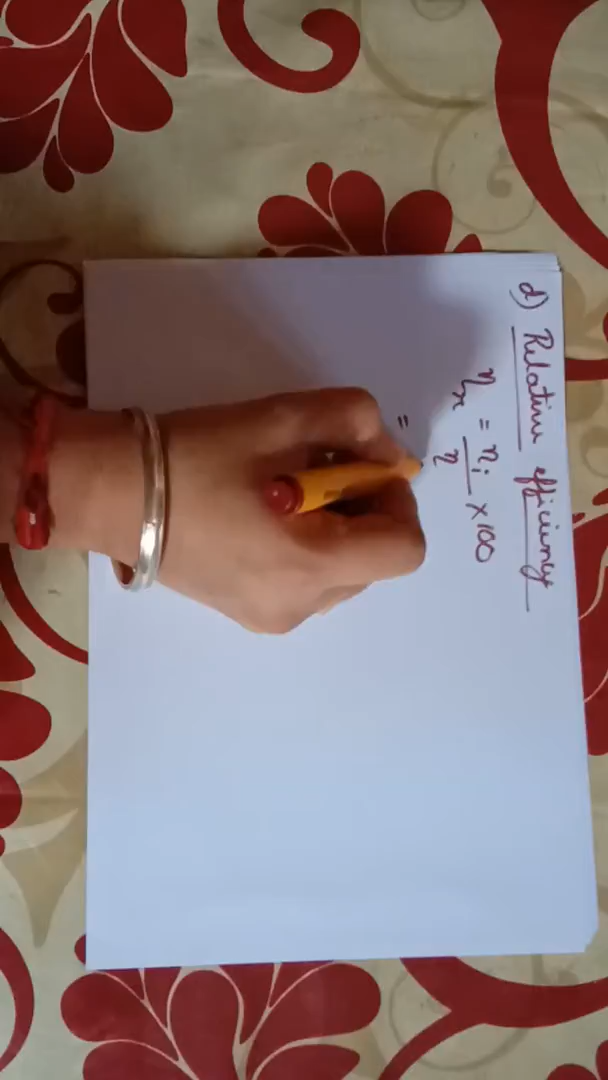 d) Relative efficiency
ηr = ηi / η × 100
=